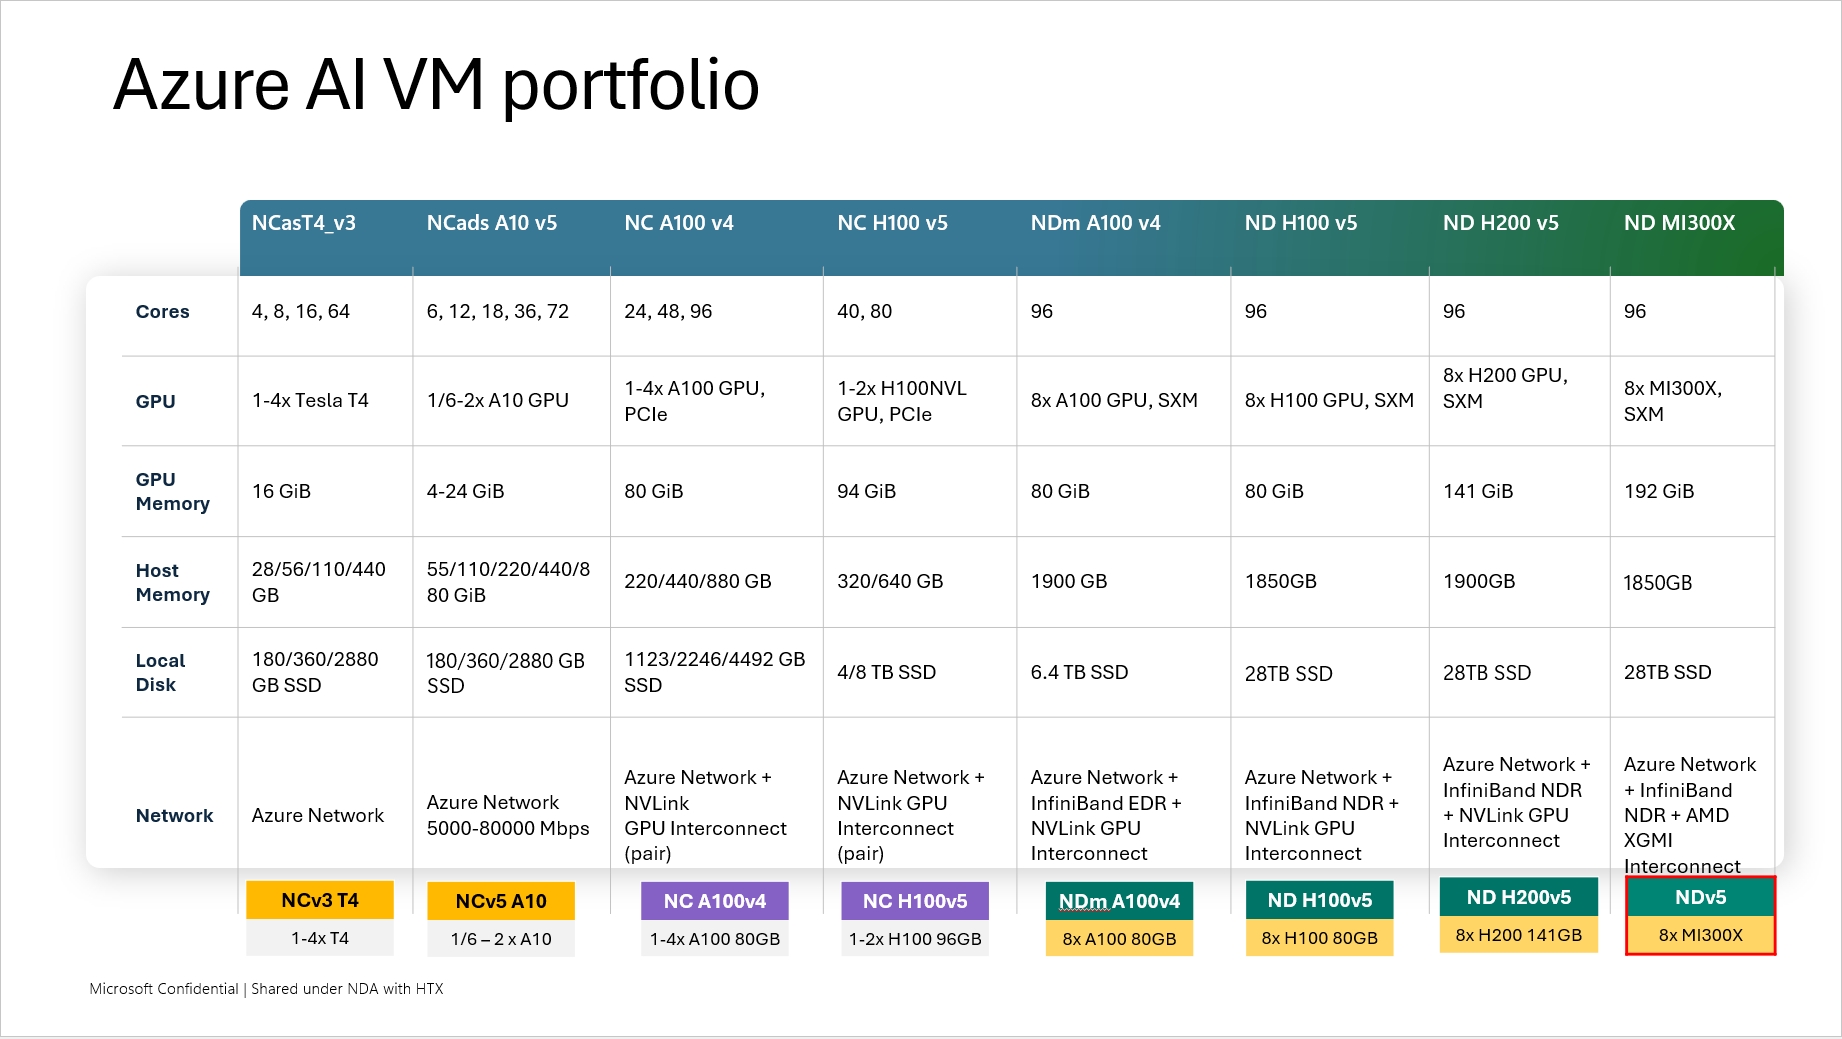 Azure AI VM portfolio
NCasT4_v3
NCads A10 v5
NC A100 v4
NC H100 v5
NDm A100 v4
ND H100 v5
ND H200 v5
ND MI300X
Cores
4, 8, 16, 64
6, 12, 18, 36, 72
24, 48, 96
40, 80
96
96
96
96
GPU
1-4x Tesla T4
1/6-2x A10 GPU
1-4x A100 GPU,
PCIe
1-2x H100NVL
GPU, PCIe
8x A100 GPU, SXM
8x H100 GPU, SXM
8x H200 GPU,
SXM
8x MI300X,
SXM
GPU
Memory
16 GiB
4-24 GiB
80 GiB
94 GiB
80 GiB
80 GiB
141 GiB
192 GiB
Host
Memory
28/56/110/440
GB
55/110/220/440/8
80 GiB
220/440/880 GB
320/640 GB
1900 GB
1850GB
1900GB
1850GB
Local
Disk
180/360/2880
GB SSD
180/360/2880 GB
SSD
1123/2246/4492 GB
SSD
4/8 TB SSD
6.4 TB SSD
28TB SSD
28TB SSD
28TB SSD
Network
Azure Network
Azure Network
5000-80000 Mbps
Azure Network +
NVLink
GPU Interconnect
(pair)
Azure Network +
NVLink GPU
Interconnect
(pair)
Azure Network +
InfiniBand EDR +
NVLink GPU
Interconnect
Azure Network +
InfiniBand NDR +
NVLink GPU
Interconnect
Azure Network +
InfiniBand NDR
+ NVLink GPU
Interconnect
Azure Network
+ InfiniBand
NDR + AMD
XGMI
Interconnect
NCv3 T4
1-4x T4
NCv5 A10
1/6 – 2 x A10
NC A100v4
1-4x A100 80GB
NC H100v5
1-2x H100 96GB
NDm A100v4
8x A100 80GB
ND H100v5
8x H100 80GB
ND H200v5
8x H200 141GB
NDv5
8x MI300X
Microsoft Confidential | Shared under NDA with HTX